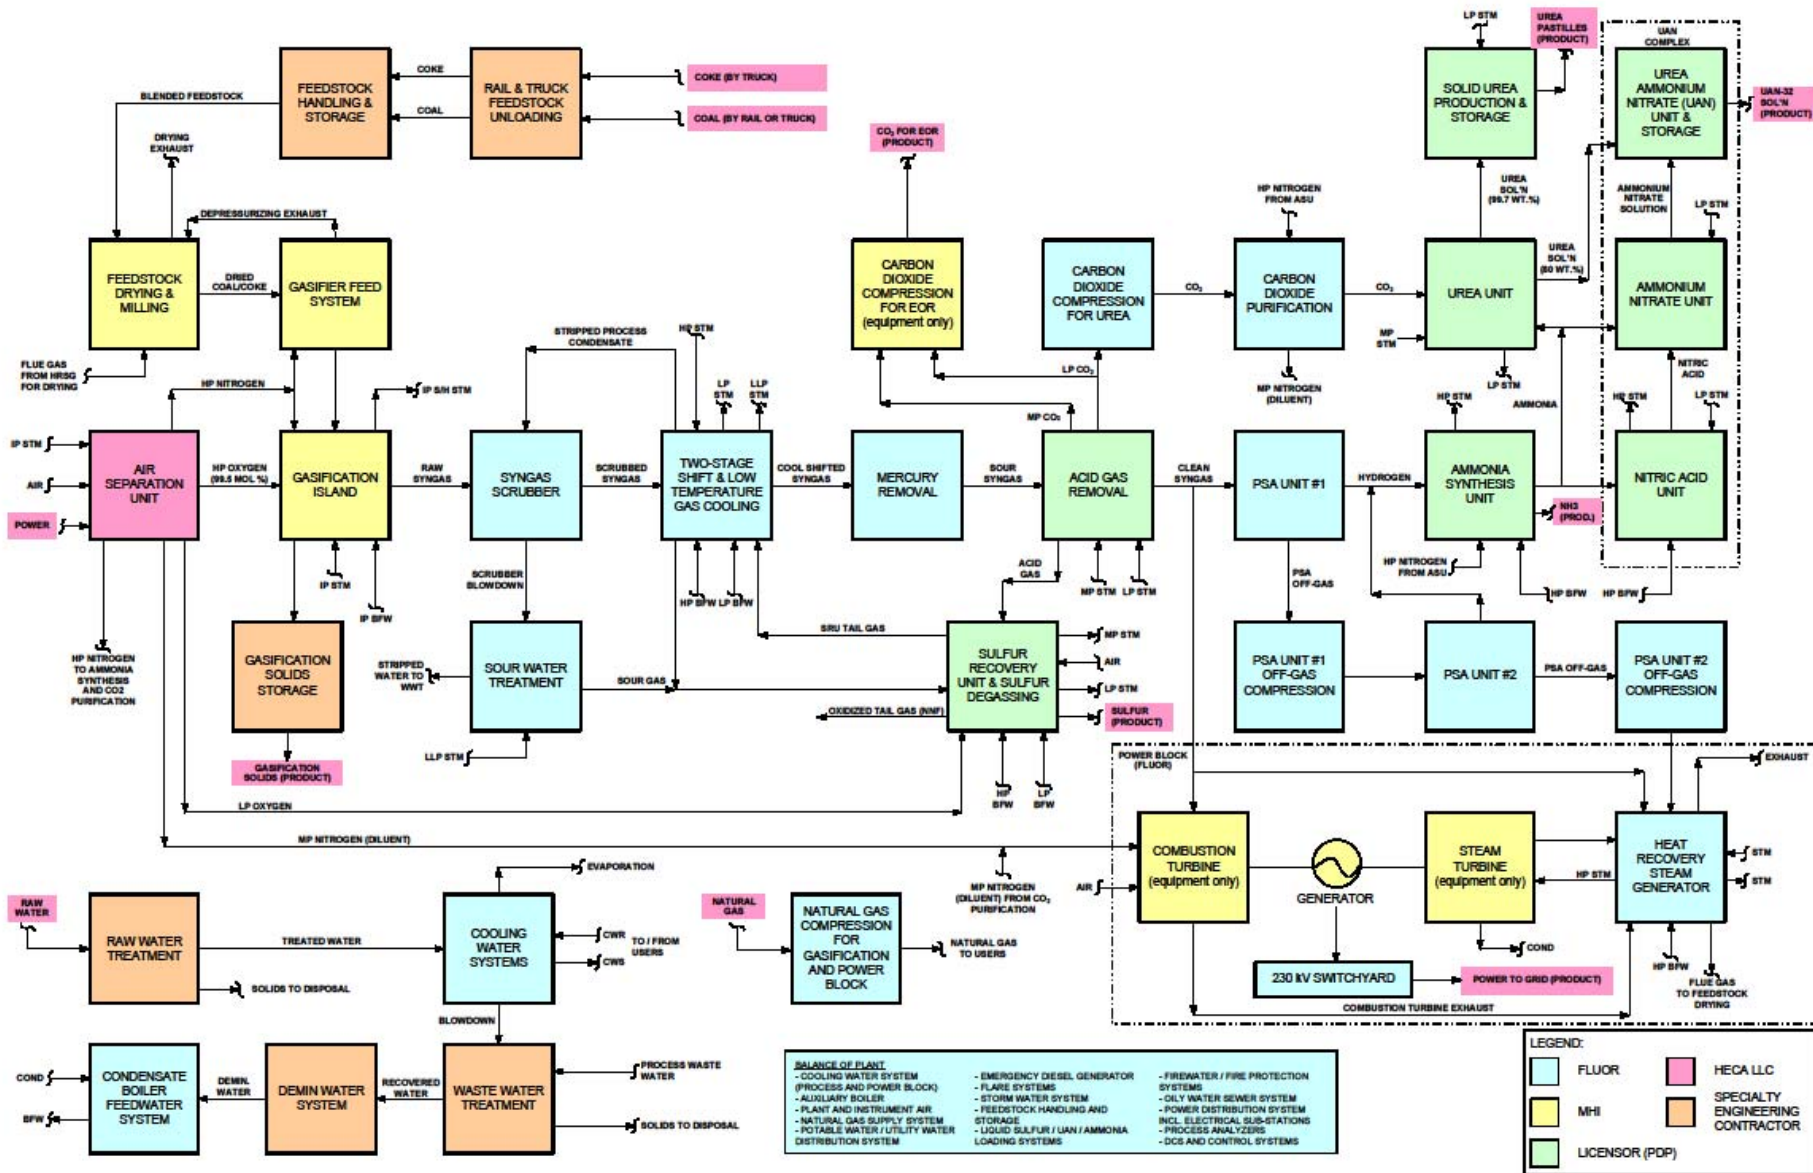 COKE
COAL
COKE (BY TRUCK)
COAL (BY RAIL OR TRUCK)
BLENDED FEEDSTOCK
FEEDSTOCK
HANDLING &
STORAGE
RAIL & TRUCK
FEEDSTOCK
UNLOADING
DRYING
EXHAUST
DEPRESSURIZING EXHAUST
FEEDSTOCK
DRYING &
MILLING
DRIED
COAL/COKE
GASIFIER FEED
SYSTEM
FLUE GAS
FROM HRSG
FOR DRYING
HP NITROGEN
IP S/H STM
STRIPPED PROCESS
CONDENSATE
HP STM
LP
STM
LLP
STM
CO₂ FOR EOR
(PRODUCT)
CARBON
DIOXIDE
COMPRESSION
FOR EOR
(equipment only)
CARBON
DIOXIDE
COMPRESSION
FOR UREA
CO₂
HP NITROGEN
FROM ASU
CARBON
DIOXIDE
PURIFICATION
CO₂
MP NITROGEN
(DILUENT)
LP CO₂
MP CO₂
LP STM
UREA
PASTILLES
(PRODUCT)
SOLID UREA
PRODUCTION &
STORAGE
UREA
SOL'N
(99.7 WT.%)
UREA UNIT
MP
STM
LP STM
UREA
SOL'N
(80 WT.%)
AMMONIA
UAN
COMPLEX
UREA
AMMONIUM
NITRATE (UAN)
UNIT &
STORAGE
UAN-32
SOL'N
(PRODUCT)
AMMONIUM
NITRATE
SOLUTION
LP STM
AMMONIUM
NITRATE UNIT
NITRIC
ACID
HP STM
LP STM
NITRIC ACID
UNIT
HP BFW
IP STM
AIR
POWER
AIR
SEPARATION
UNIT
HP OXYGEN
(99.5 MOL %)
GASIFICATION
ISLAND
RAW
SYNGAS
SYNGAS
SCRUBBER
SCRUBBED
SYNGAS
TWO-STAGE
SHIFT & LOW
TEMPERATURE
GAS COOLING
COOL SHIFTED
SYNGAS
MERCURY
REMOVAL
SOUR
SYNGAS
ACID GAS
REMOVAL
CLEAN
SYNGAS
PSA UNIT #1
HYDROGEN
HP STM
AMMONIA
SYNTHESIS
UNIT
NH3
(PROD.)
HP NITROGEN
FROM ASU
HP BFW
IP STM
IP BFW
SCRUBBER
BLOWDOWN
HP BFW
LP BFW
ACID
GAS
MP STM
LP STM
PSA
OFF-GAS
HP NITROGEN
TO AMMONIA
SYNTHESIS
AND CO2
PURIFICATION
GASIFICATION
SOLIDS
STORAGE
GASIFICATION
SOLIDS (PRODUCT)
STRIPPED
WATER TO
WWT
SOUR WATER
TREATMENT
SOUR GAS
LLP STM
SRU TAIL GAS
OXIDIZED TAIL GAS (NNF)
SULFUR
RECOVERY
UNIT & SULFUR
DEGASSING
MP STM
AIR
LP STM
SULFUR
(PRODUCT)
HP
BFW
LP
BFW
PSA UNIT #1
OFF-GAS
COMPRESSION
PSA UNIT #2
PSA OFF-GAS
PSA UNIT #2
OFF-GAS
COMPRESSION
LP OXYGEN
MP NITROGEN (DILUENT)
POWER BLOCK
(FLUOR)
EXHAUST
COMBUSTION
TURBINE
(equipment only)
AIR
GENERATOR
STEAM
TURBINE
(equipment only)
HP STM
HEAT
RECOVERY
STEAM
GENERATOR
STM
STM
COND
HP BFW
FLUE GAS
TO FEEDSTOCK
DRYING
230 kV SWITCHYARD
POWER TO GRID (PRODUCT)
COMBUSTION TURBINE EXHAUST
MP NITROGEN
(DILUENT) FROM CO₂
PURIFICATION
RAW
WATER
RAW WATER
TREATMENT
TREATED WATER
SOLIDS TO DISPOSAL
EVAPORATION
COOLING
WATER
SYSTEMS
CWR
CWS
TO / FROM
USERS
NATURAL
GAS
NATURAL GAS
COMPRESSION
FOR
GASIFICATION
AND POWER
BLOCK
NATURAL GAS
TO USERS
BLOWDOWN
COND
BFW
CONDENSATE
BOILER
FEEDWATER
SYSTEM
DEMIN.
WATER
DEMIN WATER
SYSTEM
RECOVERED
WATER
WASTE WATER
TREATMENT
PROCESS WASTE
WATER
SOLIDS TO DISPOSAL
BALANCE OF PLANT
- COOLING WATER SYSTEM
(PROCESS AND POWER BLOCK)
- AUXILIARY BOILER
- PLANT AND INSTRUMENT AIR
- NATURAL GAS SUPPLY SYSTEM
- POTABLE WATER / UTILITY WATER
DISTRIBUTION SYSTEM
- EMERGENCY DIESEL GENERATOR
- FLARE SYSTEMS
- STORM WATER SYSTEM
- FEEDSTOCK HANDLING AND
STORAGE
- LIQUID SULFUR / UAN / AMMONIA
LOADING SYSTEMS
- FIREWATER / FIRE PROTECTION
SYSTEMS
- OILY WATER SEWER SYSTEM
- POWER DISTRIBUTION SYSTEM
INCL. ELECTRICAL SUB-STATIONS
- PROCESS ANALYZERS
- DCS AND CONTROL SYSTEMS
LEGEND:
FLUOR
HECA LLC
MHI
SPECIALTY
ENGINEERING
CONTRACTOR
LICENSOR (PDP)